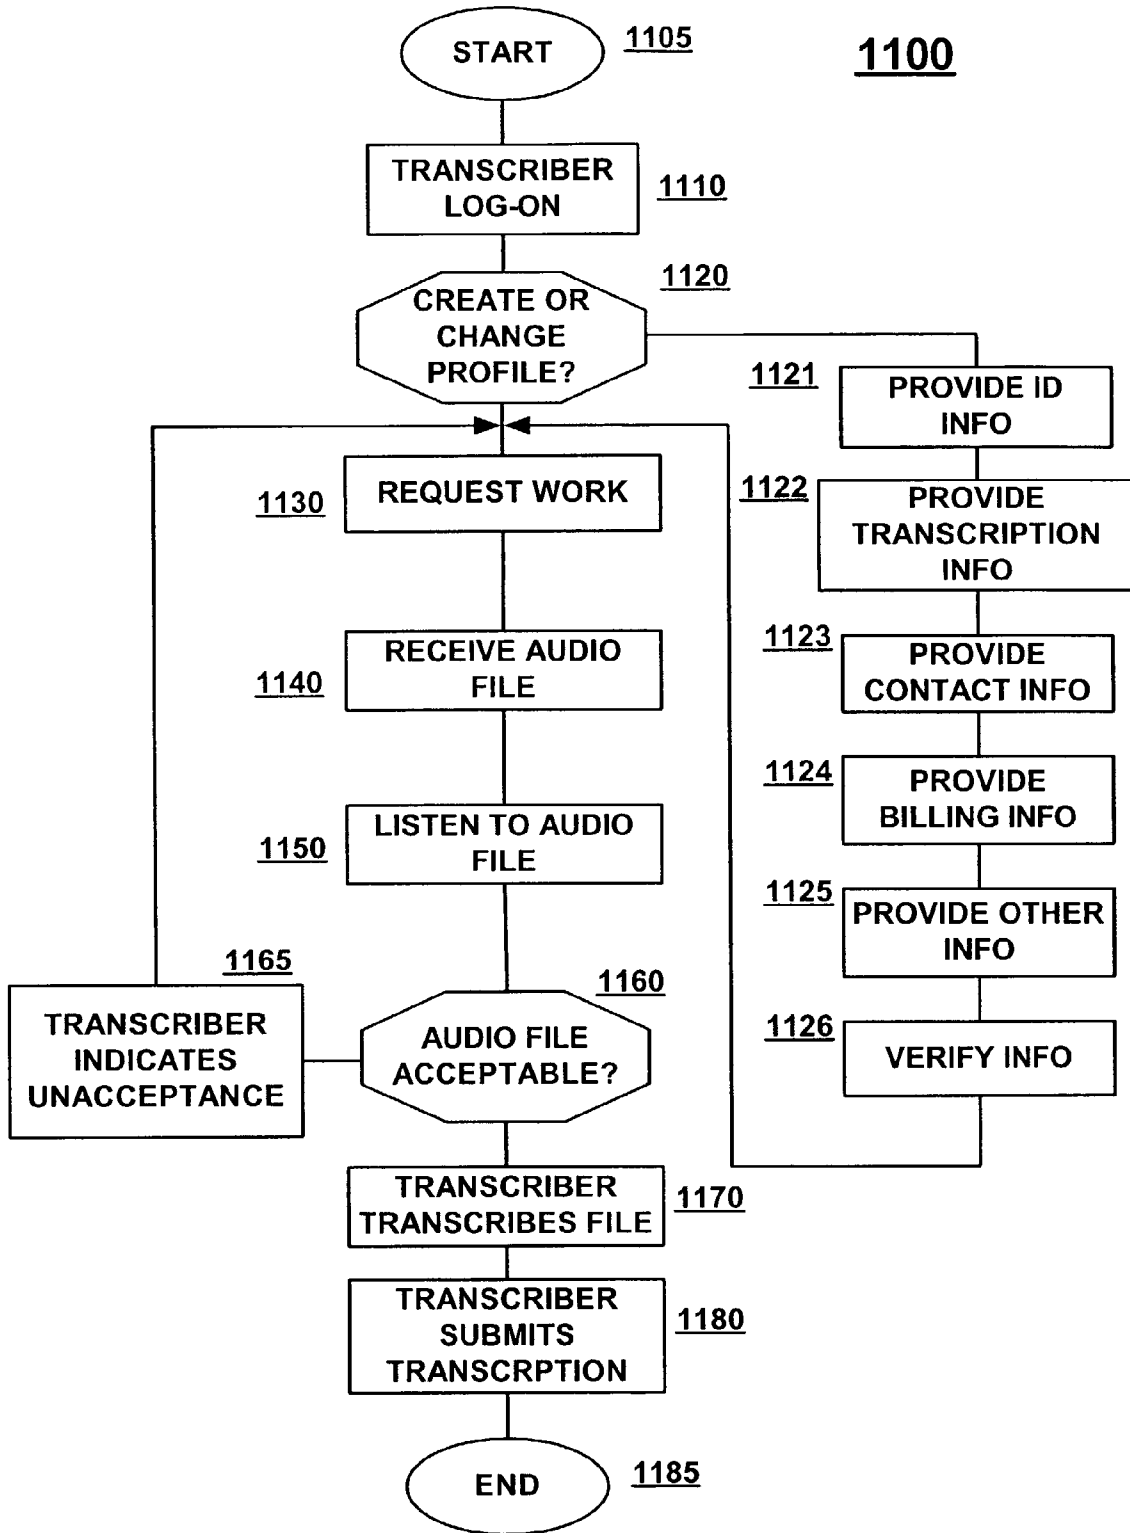 START
1105
1100
TRANSCRIBER
LOG-ON
1110
CREATE OR
CHANGE
PROFILE?
1120
1121
PROVIDE ID
INFO
1122
PROVIDE
TRANSCRIPTION
INFO
1123
PROVIDE
CONTACT INFO
1124
PROVIDE
BILLING INFO
1125
PROVIDE OTHER
INFO
1126
VERIFY INFO
1130
REQUEST WORK
1140
RECEIVE AUDIO
FILE
1150
LISTEN TO AUDIO
FILE
1160
AUDIO FILE
ACCEPTABLE?
1165
TRANSCRIBER
INDICATES
UNACCEPTANCE
TRANSCRIBER
TRANSCRIBES FILE
1170
TRANSCRIBER
SUBMITS
TRANSCRPTION
1180
END
1185